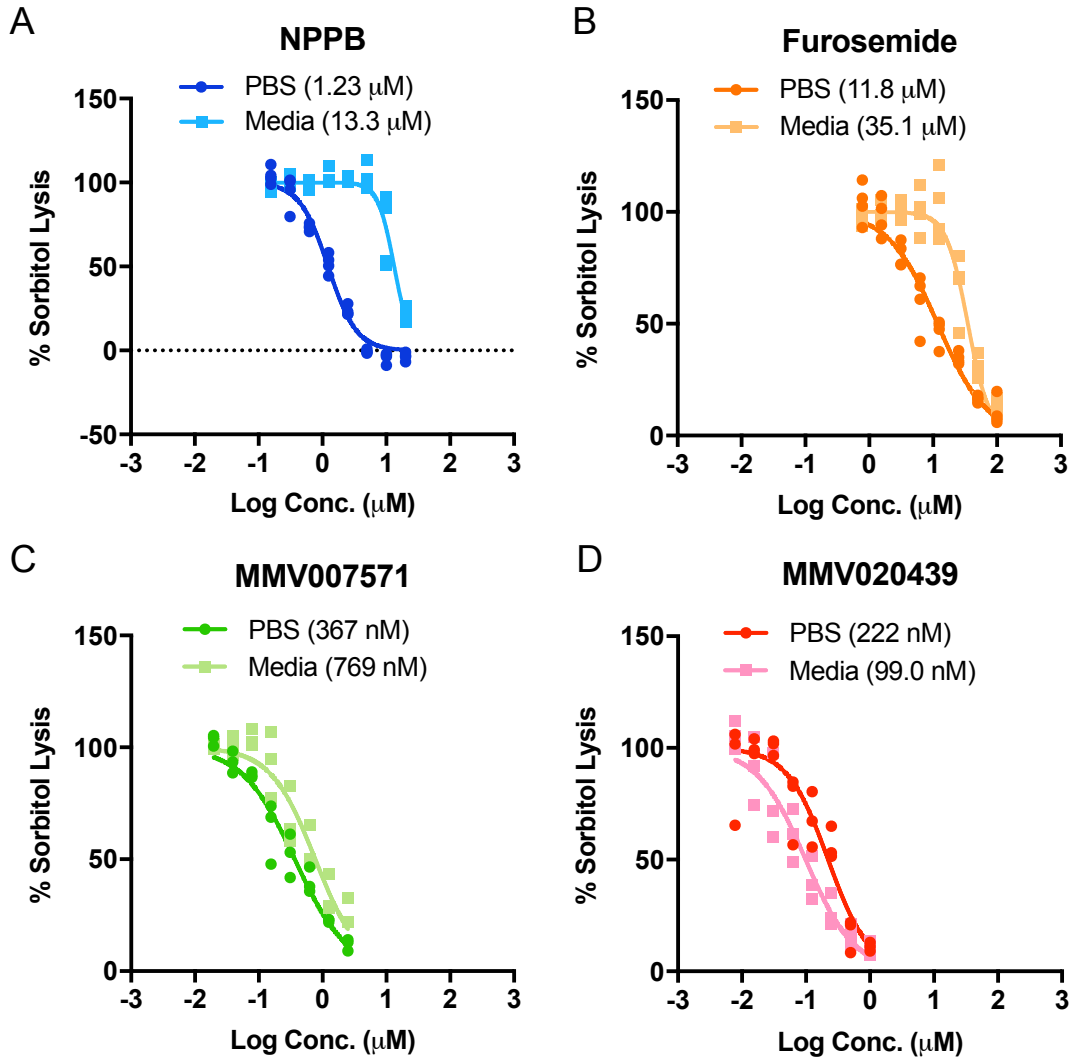 A
NPPB
PBS (1.23 μM)
Media (13.3 μM)
% Sorbitol Lysis
150
100
50
0
-50
-3 -2 -1 0 1 2 3
Log Conc. (μM)
B
Furosemide
PBS (11.8 μM)
Media (35.1 μM)
% Sorbitol Lysis
150
100
50
0
-3 -2 -1 0 1 2 3
Log Conc. (μM)
C
MMV007571
PBS (367 nM)
Media (769 nM)
% Sorbitol Lysis
150
100
50
0
-3 -2 -1 0 1 2 3
Log Conc. (μM)
D
MMV020439
PBS (222 nM)
Media (99.0 nM)
% Sorbitol Lysis
150
100
50
0
-3 -2 -1 0 1 2 3
Log Conc. (μM)